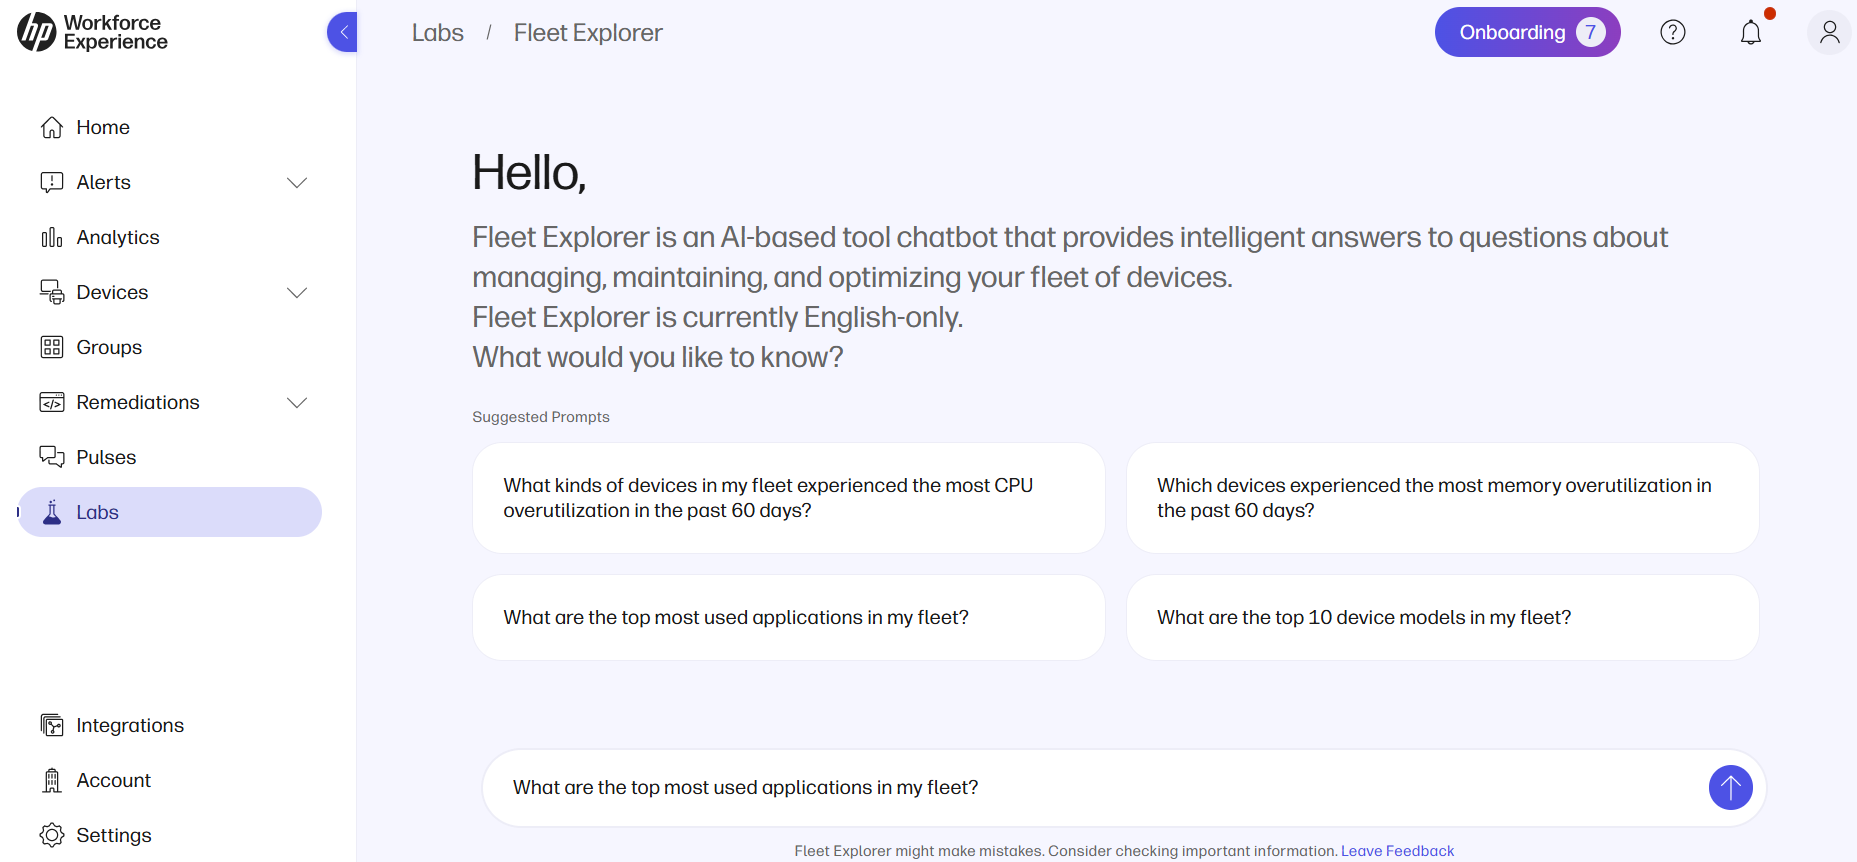 hp Workforce
Experience
Labs / Fleet Explorer
Onboarding 7
Home
Alerts
Analytics
Devices
Groups
Remediations
Pulses
Labs
Integrations
Account
Settings
Hello,
Fleet Explorer is an AI-based tool chatbot that provides intelligent answers to questions about
managing, maintaining, and optimizing your fleet of devices.
Fleet Explorer is currently English-only.
What would you like to know?
Suggested Prompts
What kinds of devices in my fleet experienced the most CPU
overutilization in the past 60 days?
Which devices experienced the most memory overutilization in
the past 60 days?
What are the top most used applications in my fleet?
What are the top 10 device models in my fleet?
What are the top most used applications in my fleet?
Fleet Explorer might make mistakes. Consider checking important information. Leave Feedback